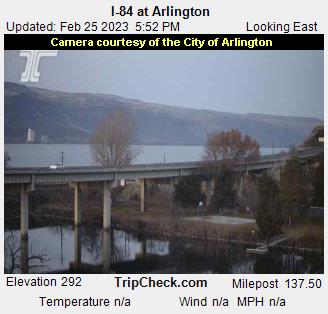 I-84 at Arlington
Updated: Feb 25 2023 5:52 PM Looking East
Camera courtesy of the City of Arlington
Elevation 292 TripCheck.com Milepost 137.50
Temperature n/a Wind n/a MPH n/a